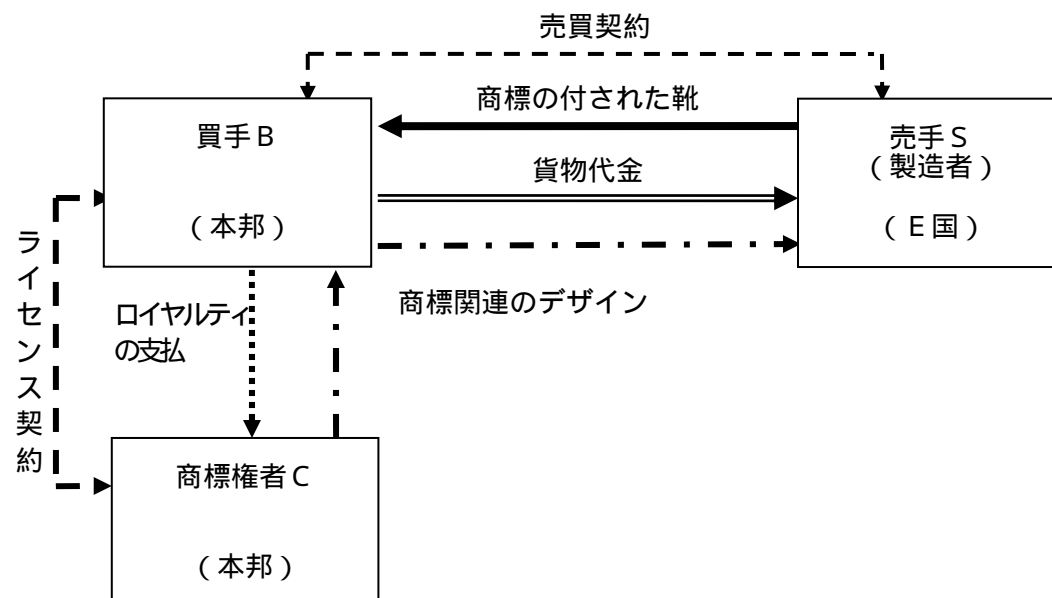 売買契約
商標の付された靴
買手B
(本邦)
売手S
(製造者)
(E国)
貨物代金
商標関連のデザイン
ライセンス契約
ロイヤルティ
の支払
商標権者C
(本邦)